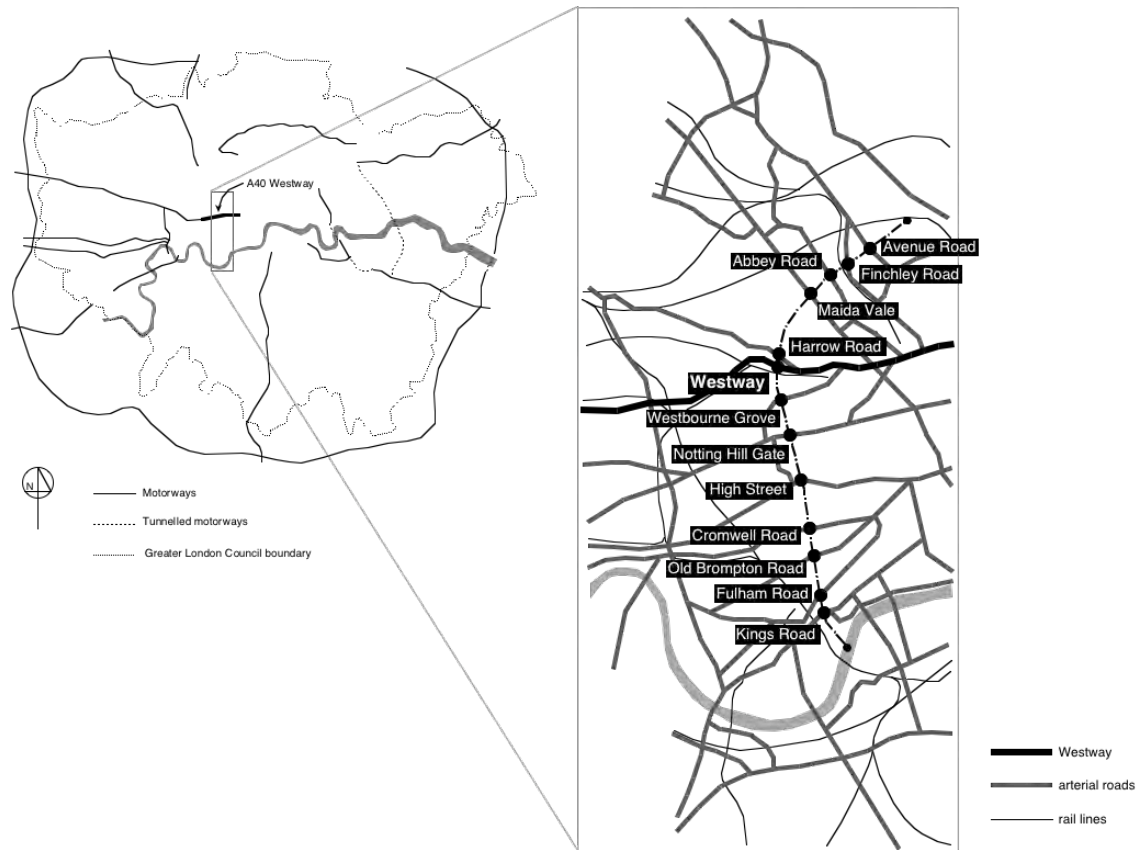 A40 Westway
N
Motorways
Tunnelled motorways
Greater London Council boundary
Avenue Road
Abbey Road
Finchley Road
Maida Vale
Harrow Road
Westway
Westbourne Grove
Notting Hill Gate
High Street
Cromwell Road
Old Brompton Road
Fulham Road
Kings Road
Westway
arterial roads
rail lines